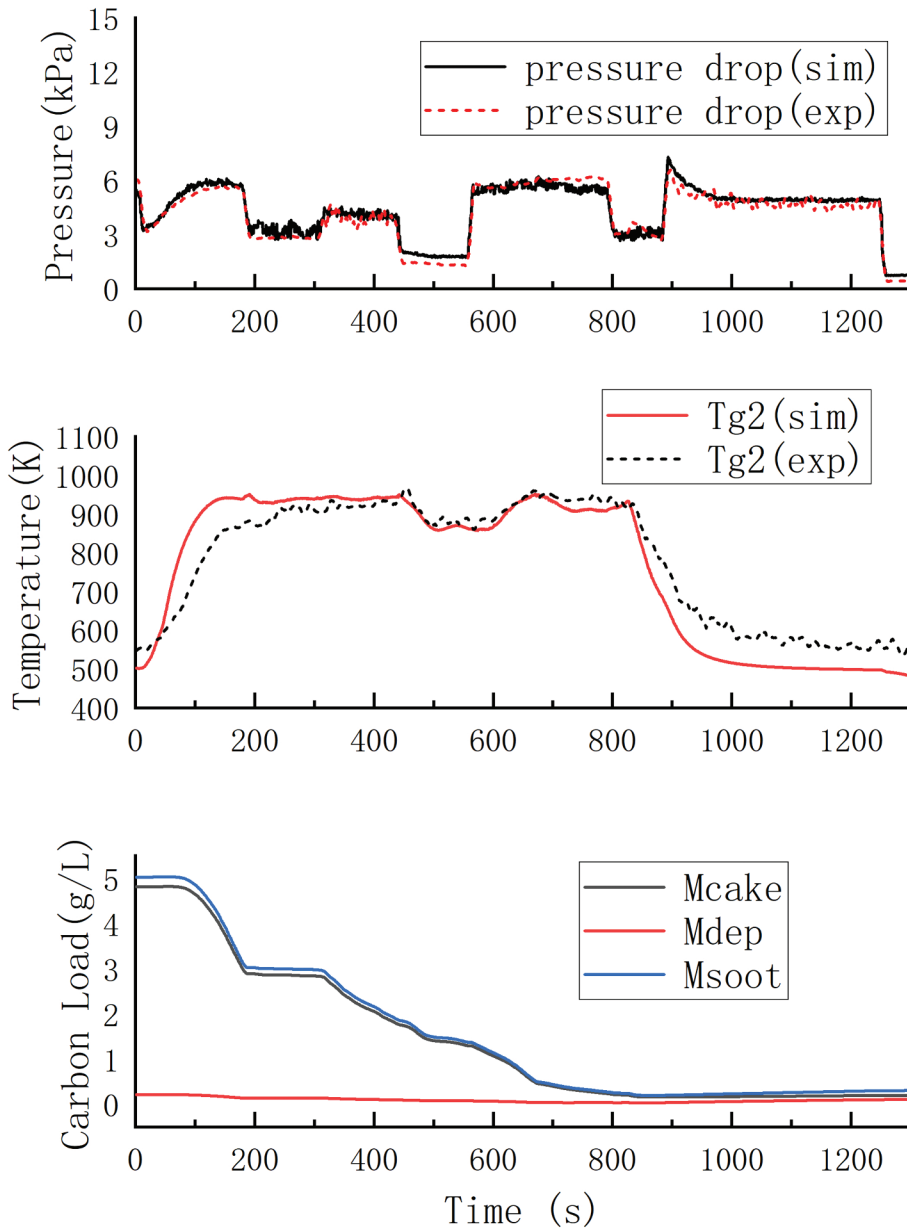 15
12
9
6
3
0
Pressure(kPa)
pressure drop(sim)
pressure drop(exp)
0 200 400 600 800 1000 1200
1100
1000
900
800
700
600
500
400
Temperature(K)
Tg2(sim)
Tg2(exp)
0 200 400 600 800 1000 1200
5
4
3
2
1
0
Carbon Load(g/L)
Mcake
Mdep
Msoot
0 200 400 600 800 1000 1200
Time (s)